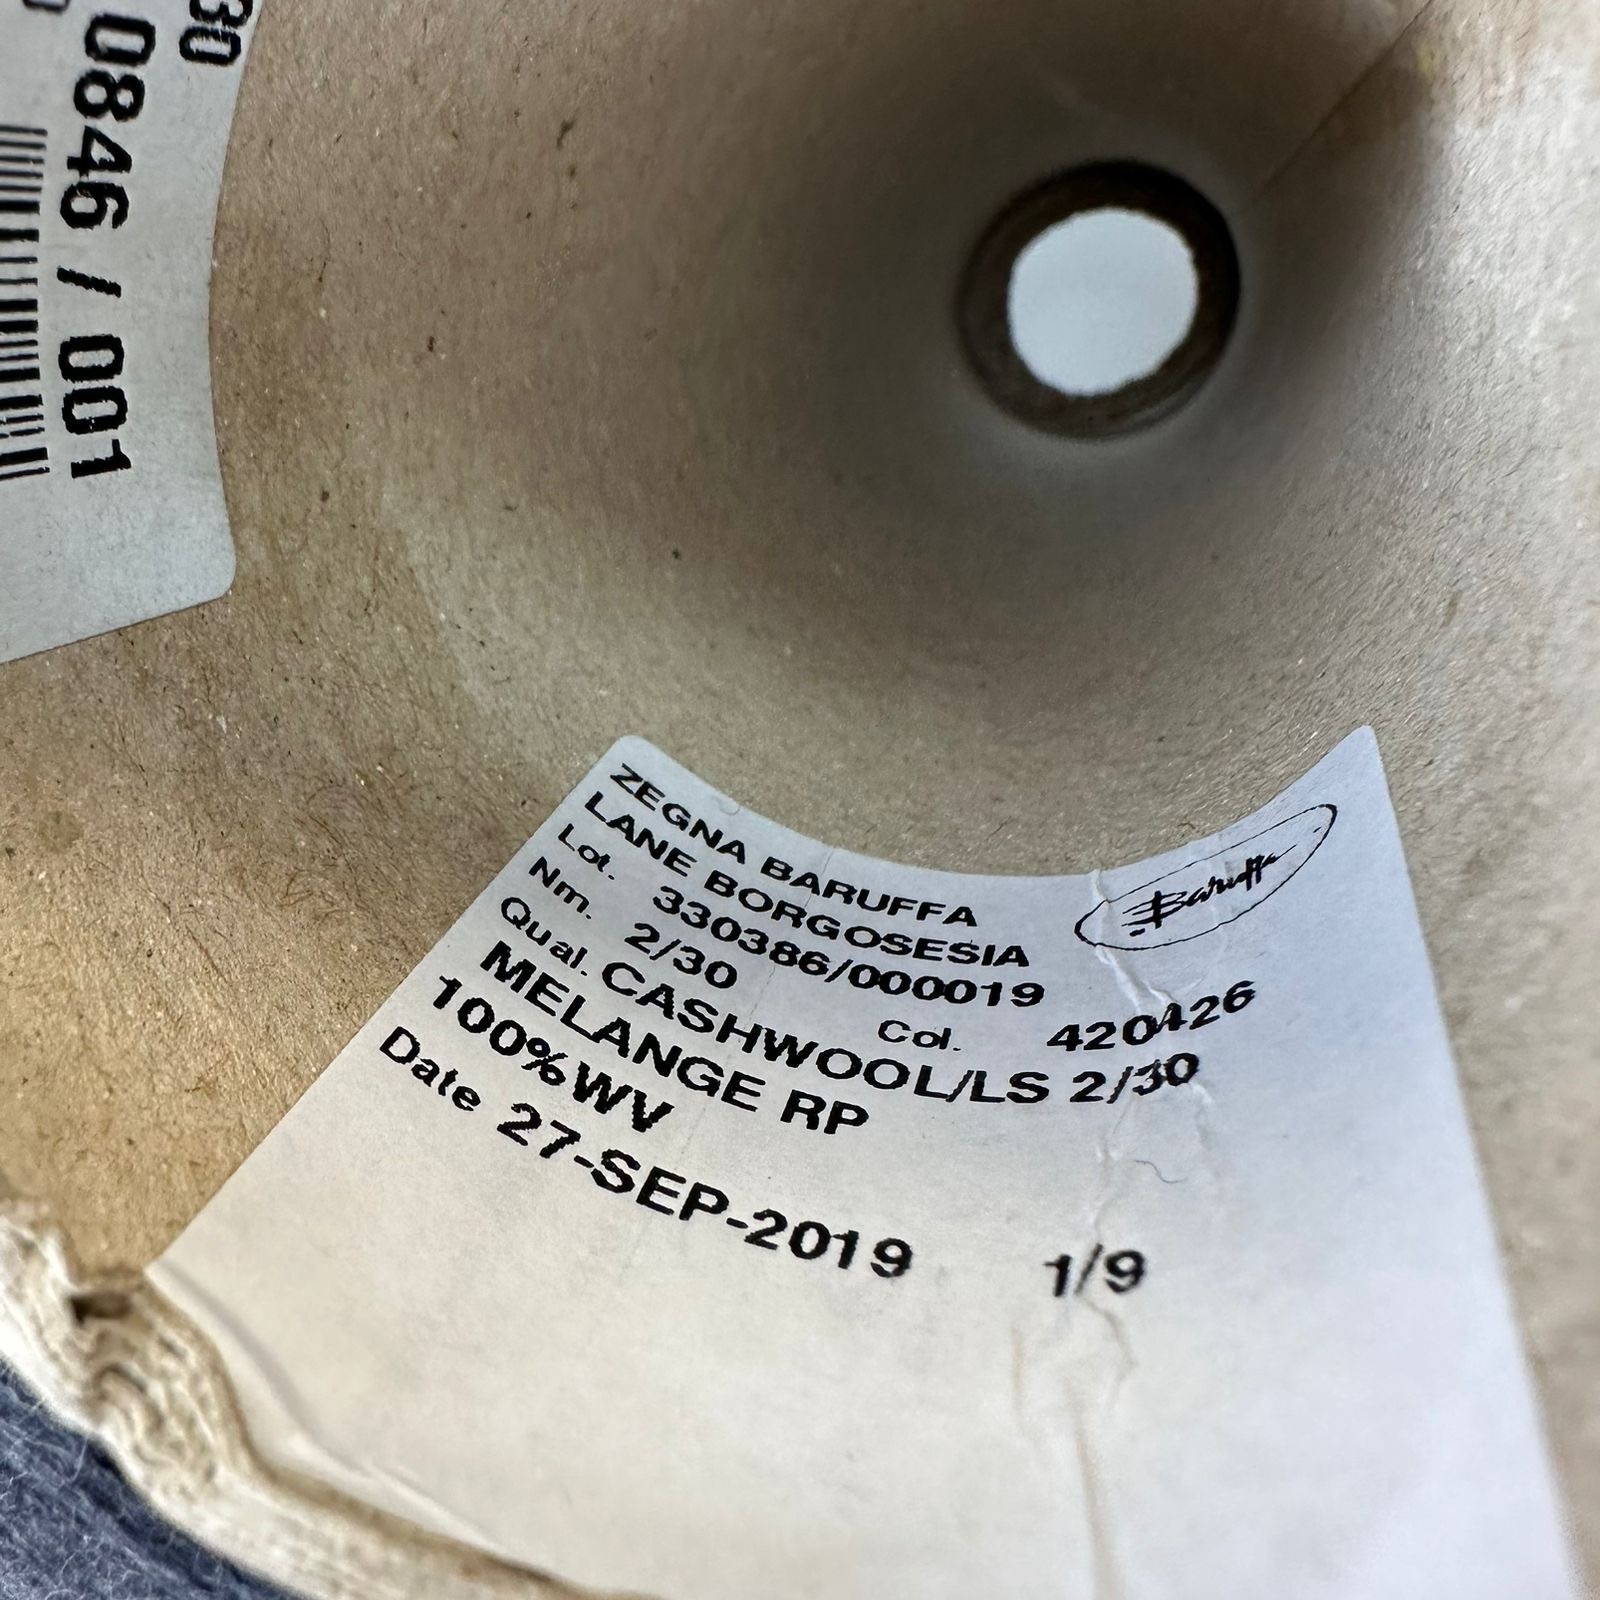 30
0846 / 001
ZEGNA BARUFFA
LANE BORGOSESIA
Baruffa
Lot. 330386/000019
Nm. 2/30 Col. 420426
Qual. CASHWOOL/LS 2/30
MELANGE RP
100%WV
Date 27-SEP-2019 1/9